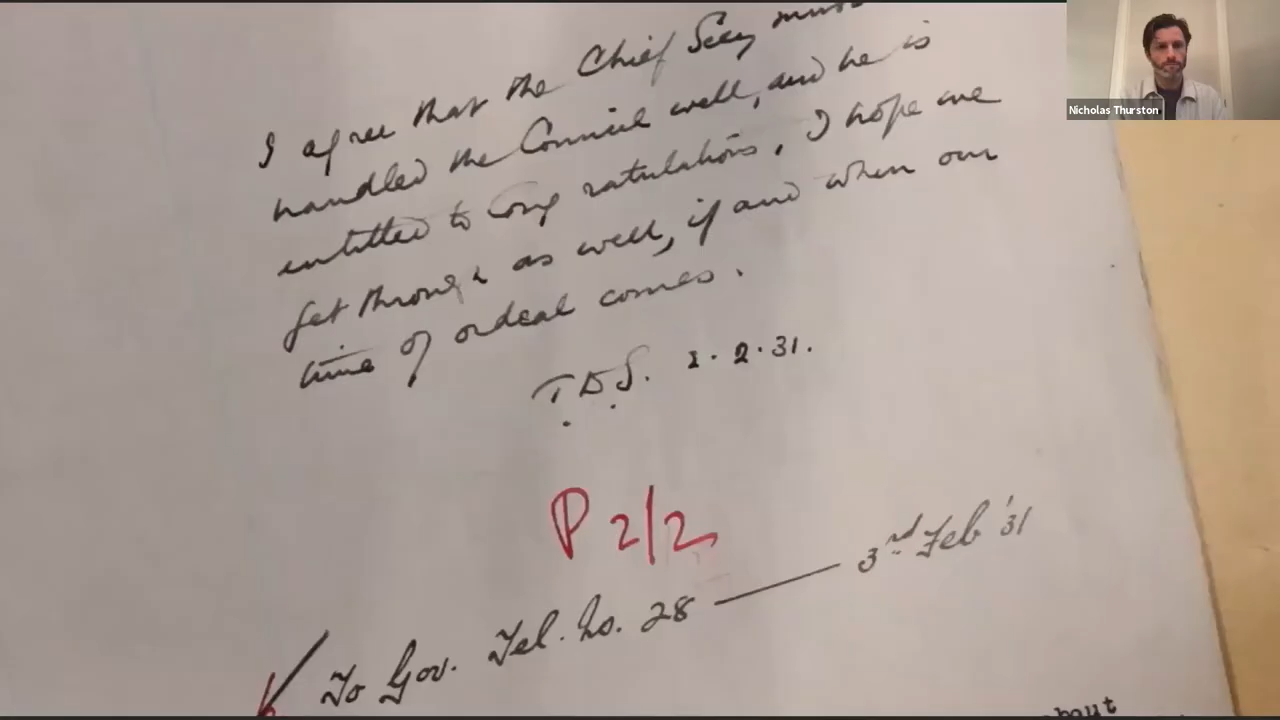 I agree that the Chief Secy must
handled the Council well, and he is
entitled to congratulations. I hope we
get through as well, if and when our
time of ordeal comes.
T.D.S. 2.2.31.
P 2/2
To Gov. Tel. No. 28 — 3rd Feb '31
about
Nicholas Thurston